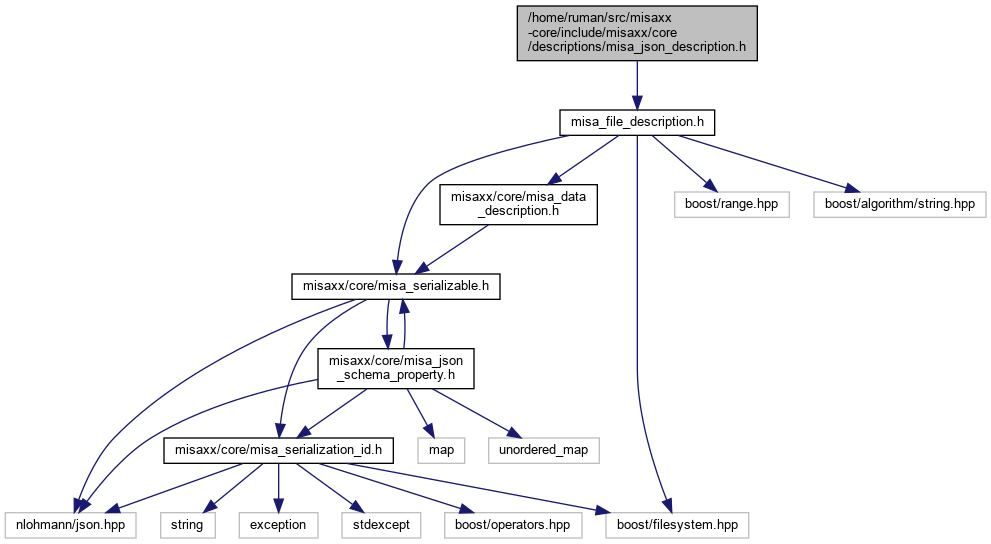 /home/ruman/src/misaxx
-core/include/misaxx/core
/descriptions/misa_json_description.h
misa_file_description.h
misaxx/core/misa_data
_description.h
boost/range.hpp
boost/algorithm/string.hpp
misaxx/core/misa_serializable.h
misaxx/core/misa_json
_schema_property.h
misaxx/core/misa_serialization_id.h
map
unordered_map
nlohmann/json.hpp
string
exception
stdexcept
boost/operators.hpp
boost/filesystem.hpp